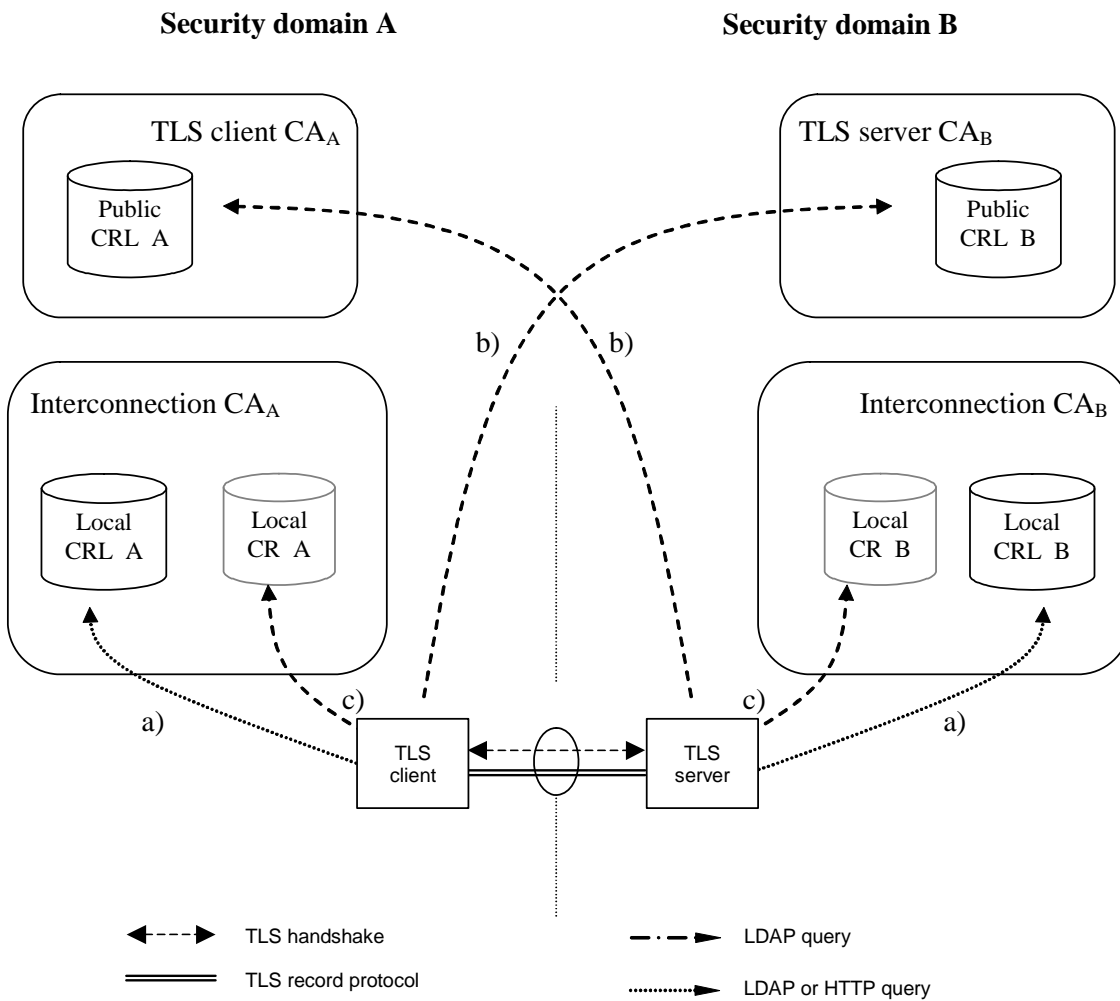 Security domain A
Security domain B
TLS client CA_A
Public
CRL A
TLS server CA_B
Public
CRL B
b)
b)
Interconnection CA_A
Local
CRL A
Local
CR A
Interconnection CA_B
Local
CR B
Local
CRL B
a)
c)
TLS
client
TLS
server
c)
a)
TLS handshake
TLS record protocol
LDAP query
LDAP or HTTP query